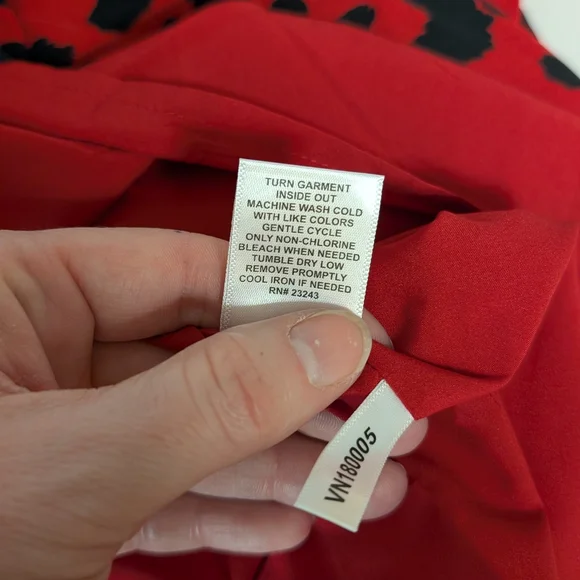 TURN GARMENT
INSIDE OUT
MACHINE WASH COLD
WITH LIKE COLORS
GENTLE CYCLE
ONLY NON-CHLORINE
BLEACH WHEN NEEDED
TUMBLE DRY LOW
REMOVE PROMPTLY
COOL IRON IF NEEDED
RN# 23243
VN180005